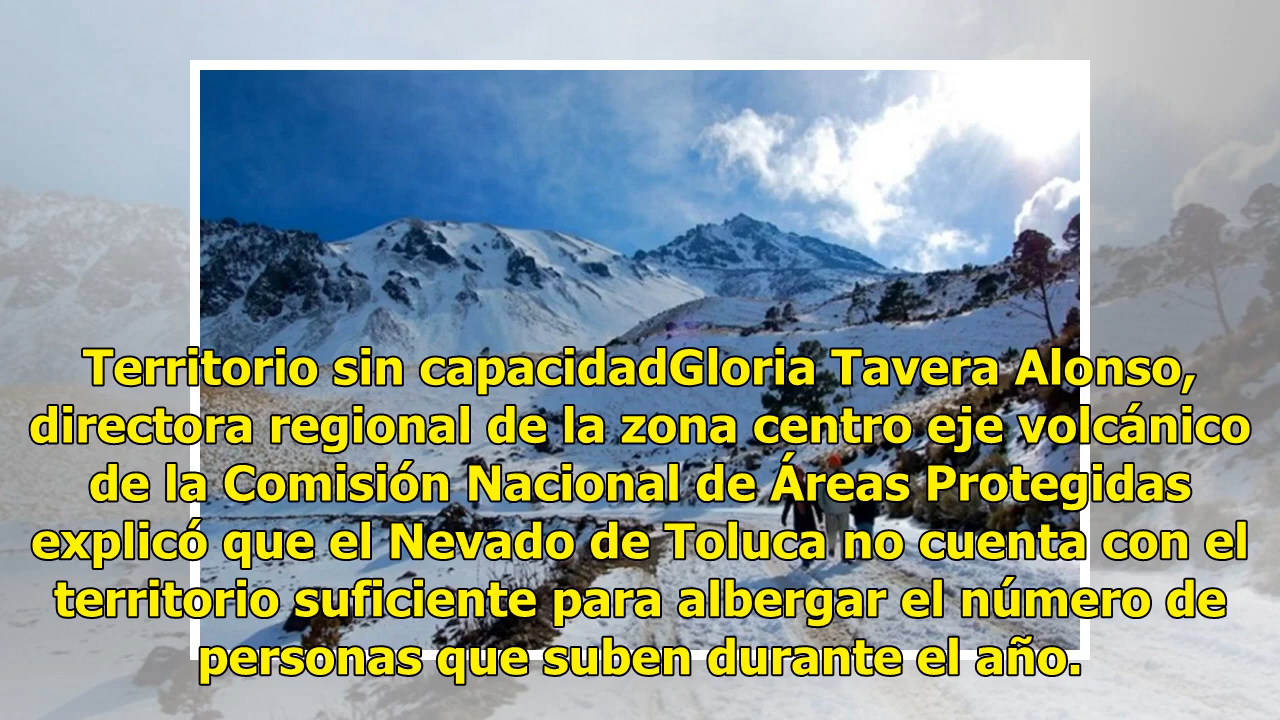 Territorio sin capacidadGloria Tavera Alonso,
directora regional de la zona centro eje volcánico
de la Comisión Nacional de Áreas Protegidas
explicó que el Nevado de Toluca no cuenta con el
territorio suficiente para albergar el número de
personas que suben durante el año.